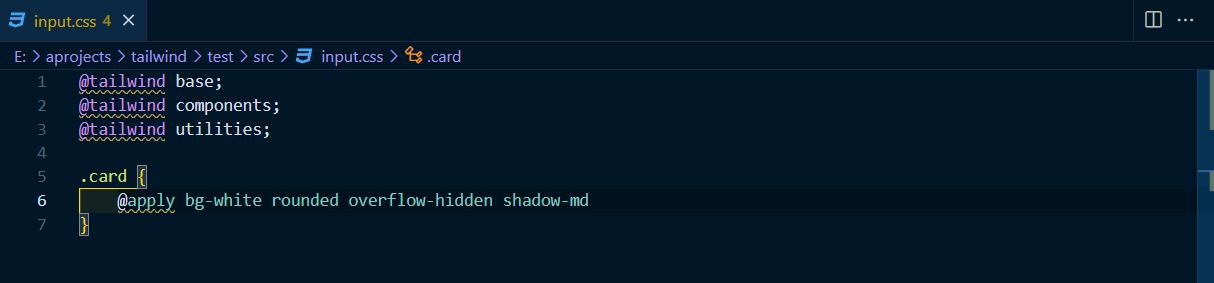 input.css 4
E: > aprojects > tailwind > test > src > input.css > .card
1 @tailwind base;
2 @tailwind components;
3 @tailwind utilities;
4
5 .card {
6 @apply bg-white rounded overflow-hidden shadow-md
7 }